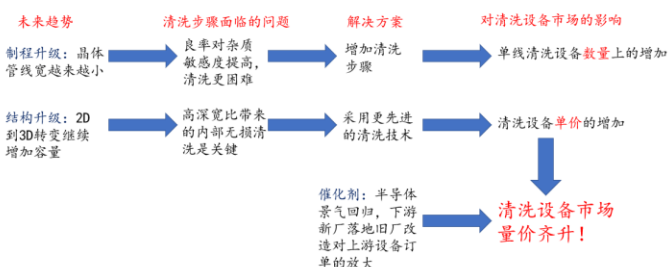 未来趋势
清洗步骤面临的问题
解决方案
对清洗设备市场的影响
制程升级：晶体
管线宽越来越小
良率对杂质
敏感度提高，
清洗更困难
增加清洗
步骤
单线清洗设备数量上的增加
结构升级：2D
到3D转变继续
增加容量
高深宽比带来
的内部无损清
洗是关键
采用更先进
的清洗技术
清洗设备单价的增加
催化剂：半导体
景气回归，下游
新厂落地旧厂改
造对上游设备订
单的放大
清洗设备市场
量价齐升！